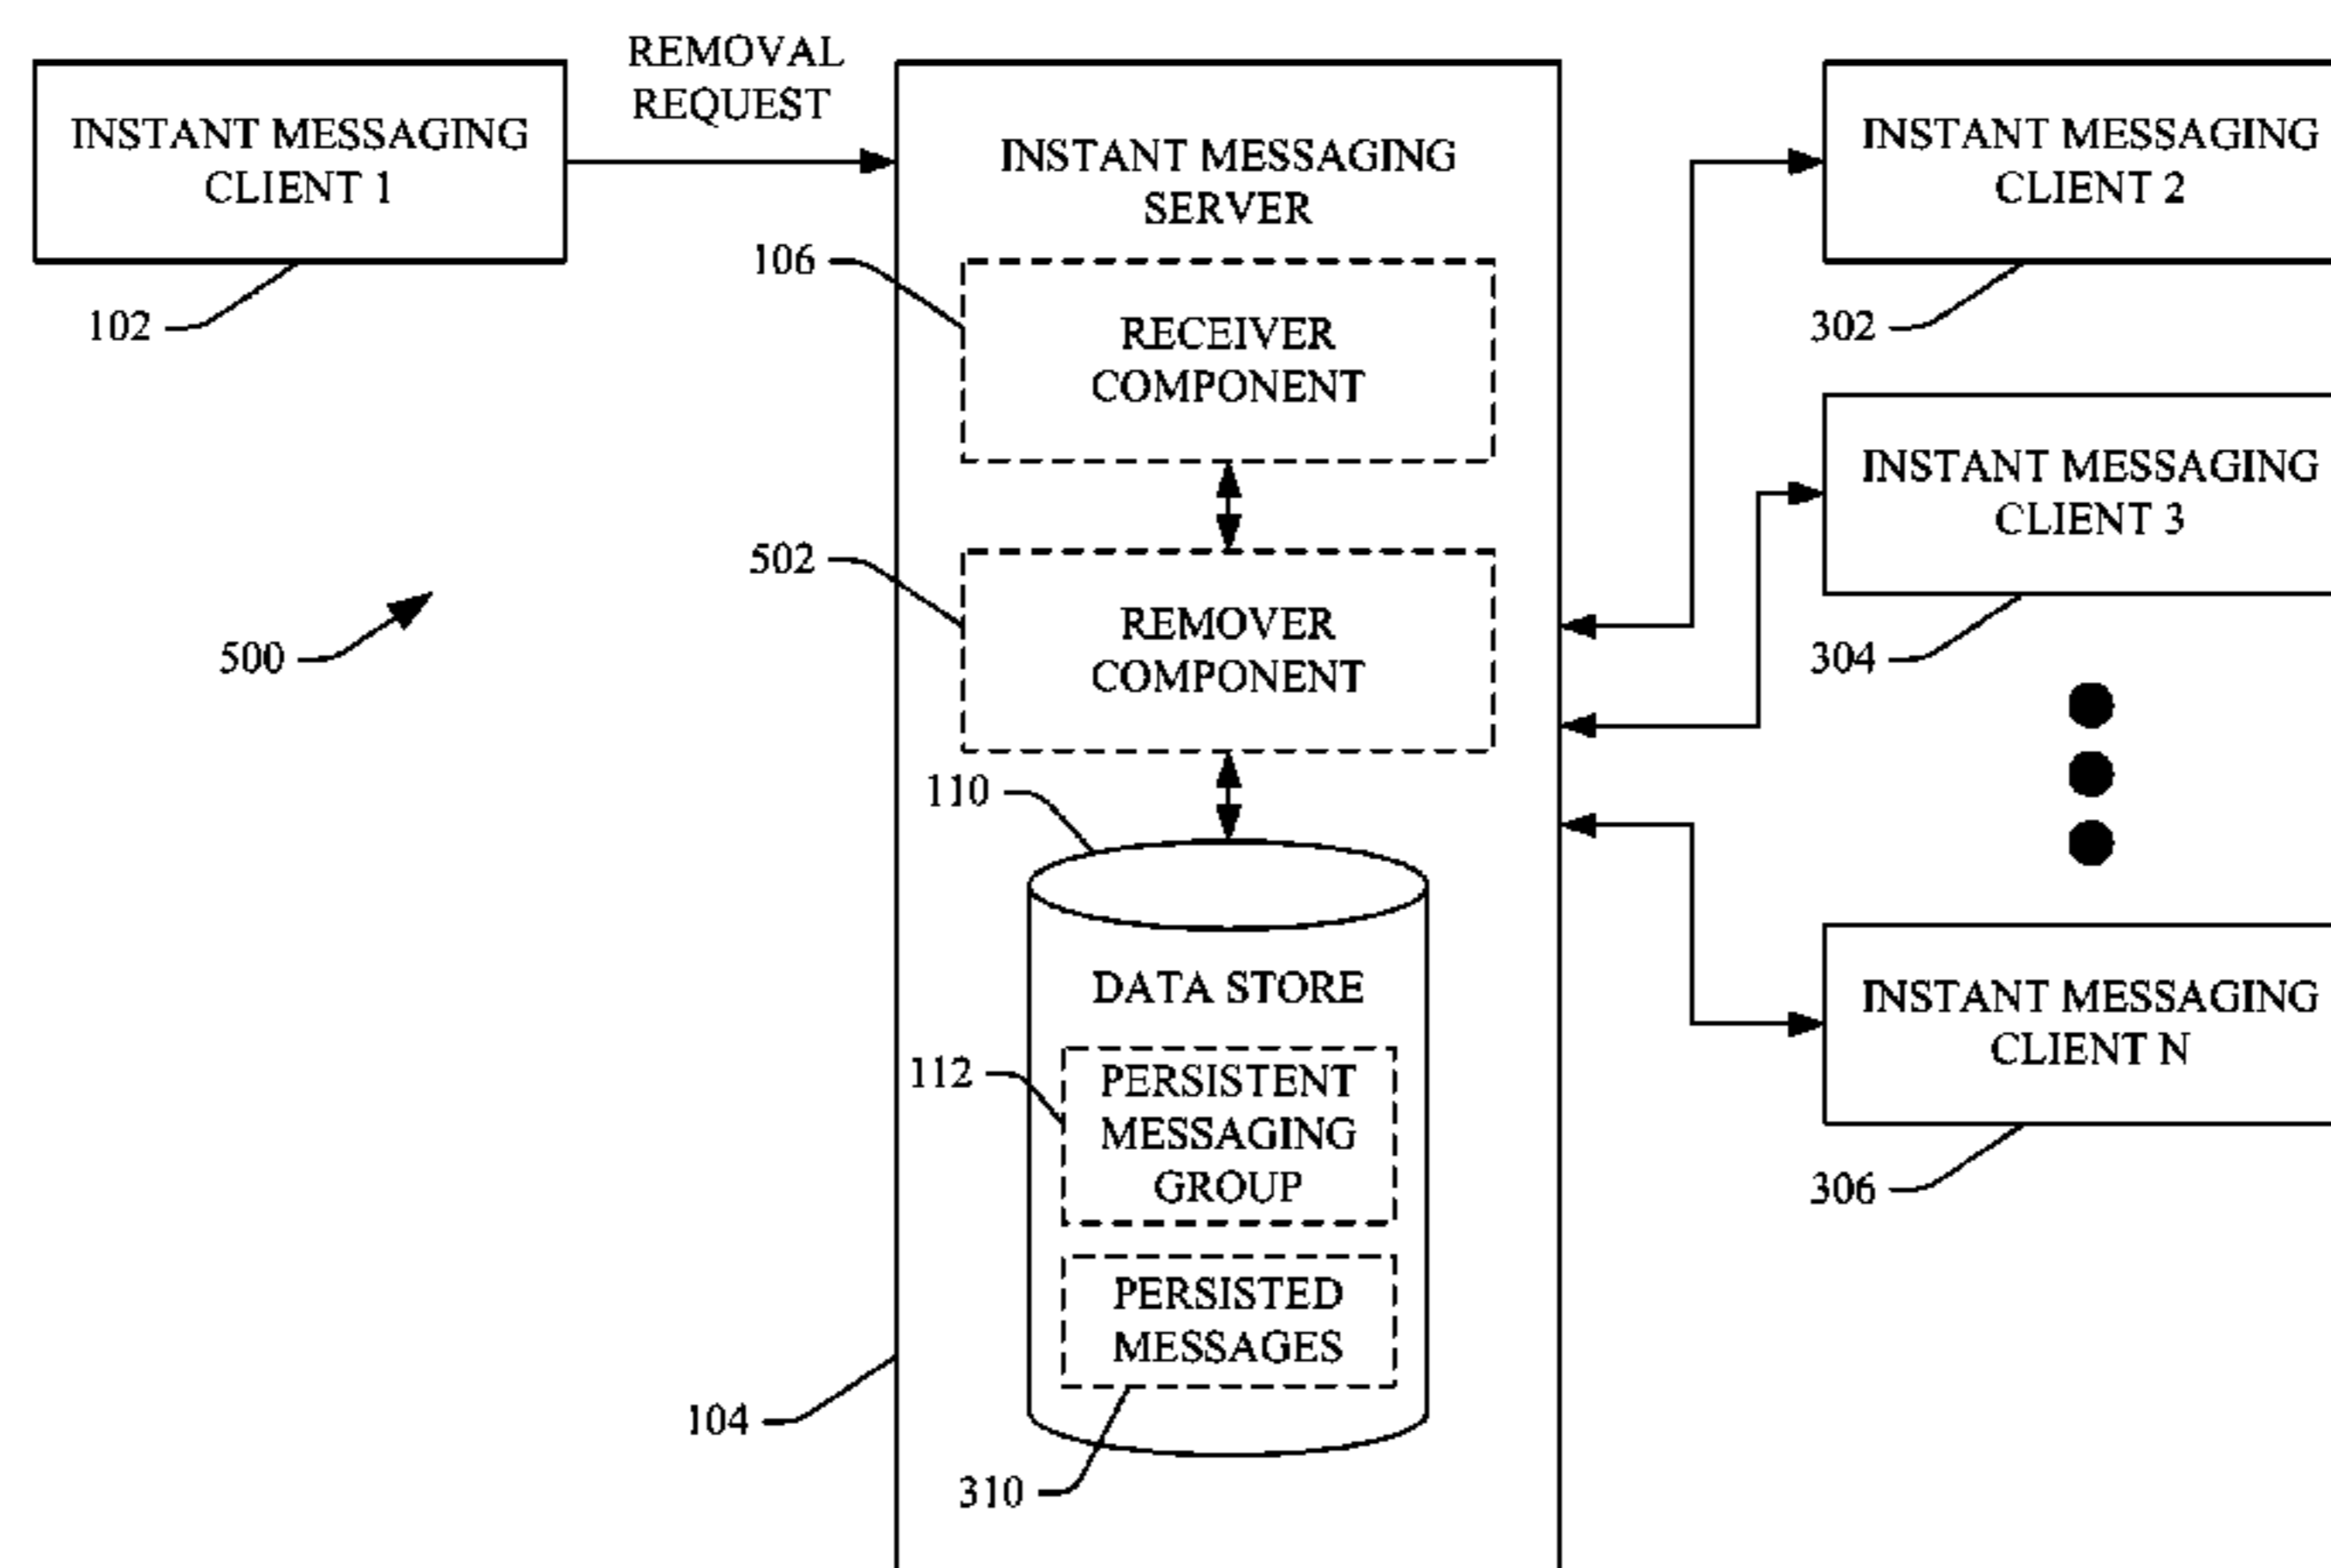 REMOVAL
REQUEST
INSTANT MESSAGING
CLIENT 1
102
INSTANT MESSAGING
SERVER
106
RECEIVER
COMPONENT
502
REMOVER
COMPONENT
500
110
DATA STORE
112
PERSISTENT
MESSAGING
GROUP
PERSISTED
MESSAGES
104
310
INSTANT MESSAGING
CLIENT 2
302
INSTANT MESSAGING
CLIENT 3
304
INSTANT MESSAGING
CLIENT N
306